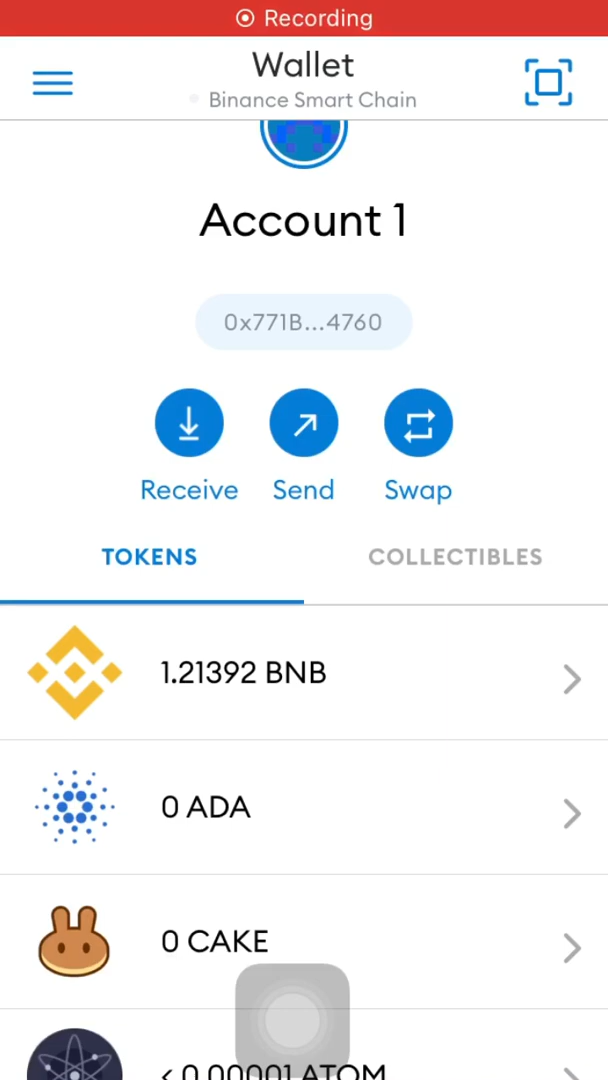 Recording
Wallet
Binance Smart Chain
Account 1
0x771B...4760
Receive Send Swap
TOKENS COLLECTIBLES
1.21392 BNB
0 ADA
0 CAKE
< 0.00001 ATOM